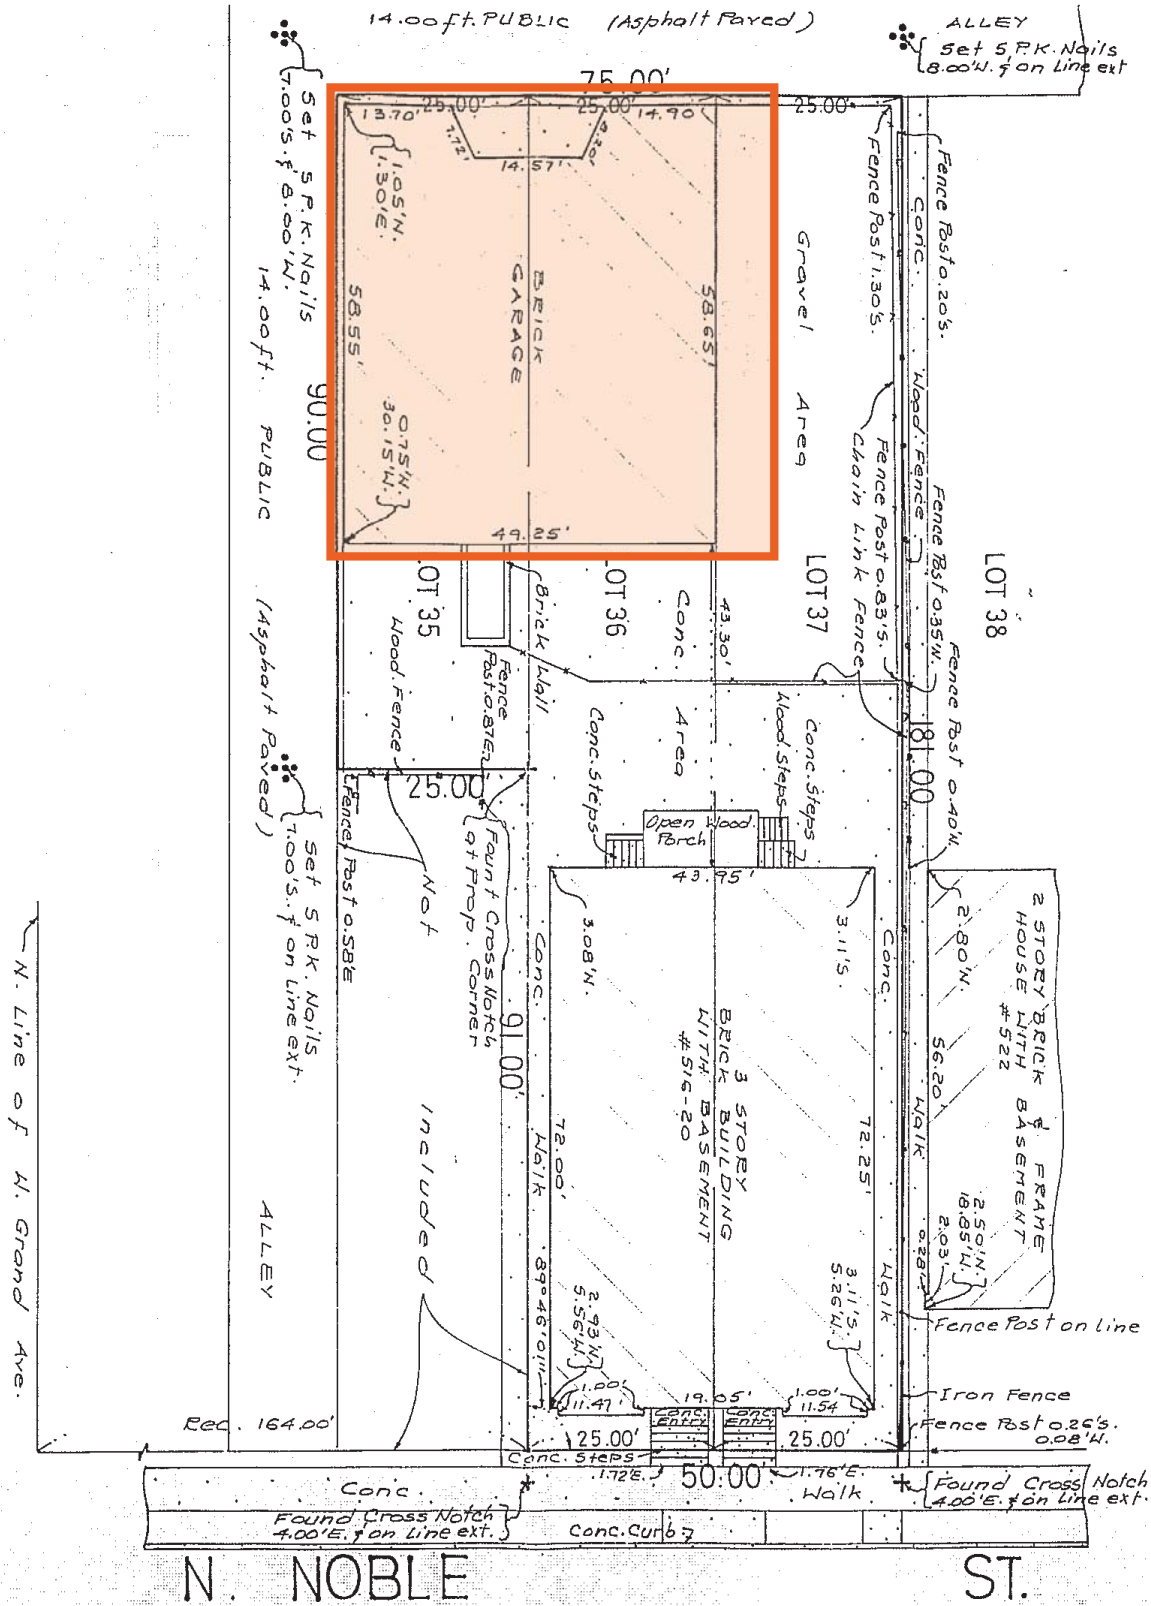 14.00ft. PUBLIC (Asphalt Paved) ALLEY
Set 5 P.K. Nails
8.00'W. & on Line ext
Set 5 P.K. Nails
7.00'S. & 8.00'W.
75.00'
25.00'
25.00'
25.00'
13.70'
14.90'
7.72'
14.57'
8.20'
1.05'N.
1.30'E.
58.55'
BRICK
GARAGE
58.65'
0.75'N.
30.15'W.
49.25'
90.00
14.00ft. PUBLIC (Asphalt Paved) ALLEY
Gravel Area
Fence Post 1.30'S.
Fence Post 0.20'S.
Conc.
Wood Fence
Fence Post 0.83'S.
Chain Link Fence
Fence Post 0.35'N.
Fence Post 0.40'N.
LOT 38
LOT 37
LOT 36
LOT 35
Conc. Area
43.30'
181.00
Brick Wall
Wood Fence
Fence
Post 0.87'E
25.00'
Conc. Steps
Wood Steps
Conc. Steps
Open Wood
Porch
43.95'
Set 5 P.K. Nails
7.00'S. & on Line ext.
Fence Post 0.58'E
Not Included
Fount Cross Notch
at Prop. Corner
91.00'
Conc. Walk
3.08'N.
3.11'S.
Conc. Walk
Walk
2.80'N.
56.20'
2 STORY BRICK & FRAME
HOUSE WITH BASEMENT
#522
3 STORY
BRICK BUILDING
WITH BASEMENT
#516-20
72.00'
72.25'
89°46'01"
2.93'N.
5.56'W.
3.11'S.
5.26'W.
2.50'N.
18.85'W.
2.03'
0.28'
Fence Post on line
Iron Fence
Fence Post 0.26's.
0.08'W.
1.00'
11.47'
19.05'
1.00'
11.54
Conc. Entry
Conc. Entry
25.00'
25.00'
Conc. Steps
1.72'E.
50.00'
1.76'E.
N. Line of W. Grand Ave.
Rec. 164.00'
Conc. Walk
Found Cross Notch
4.00'E. & on Line ext.
Found Cross Notch
4.00'E. & on Line ext.
Conc. Curb
N. NOBLE ST.